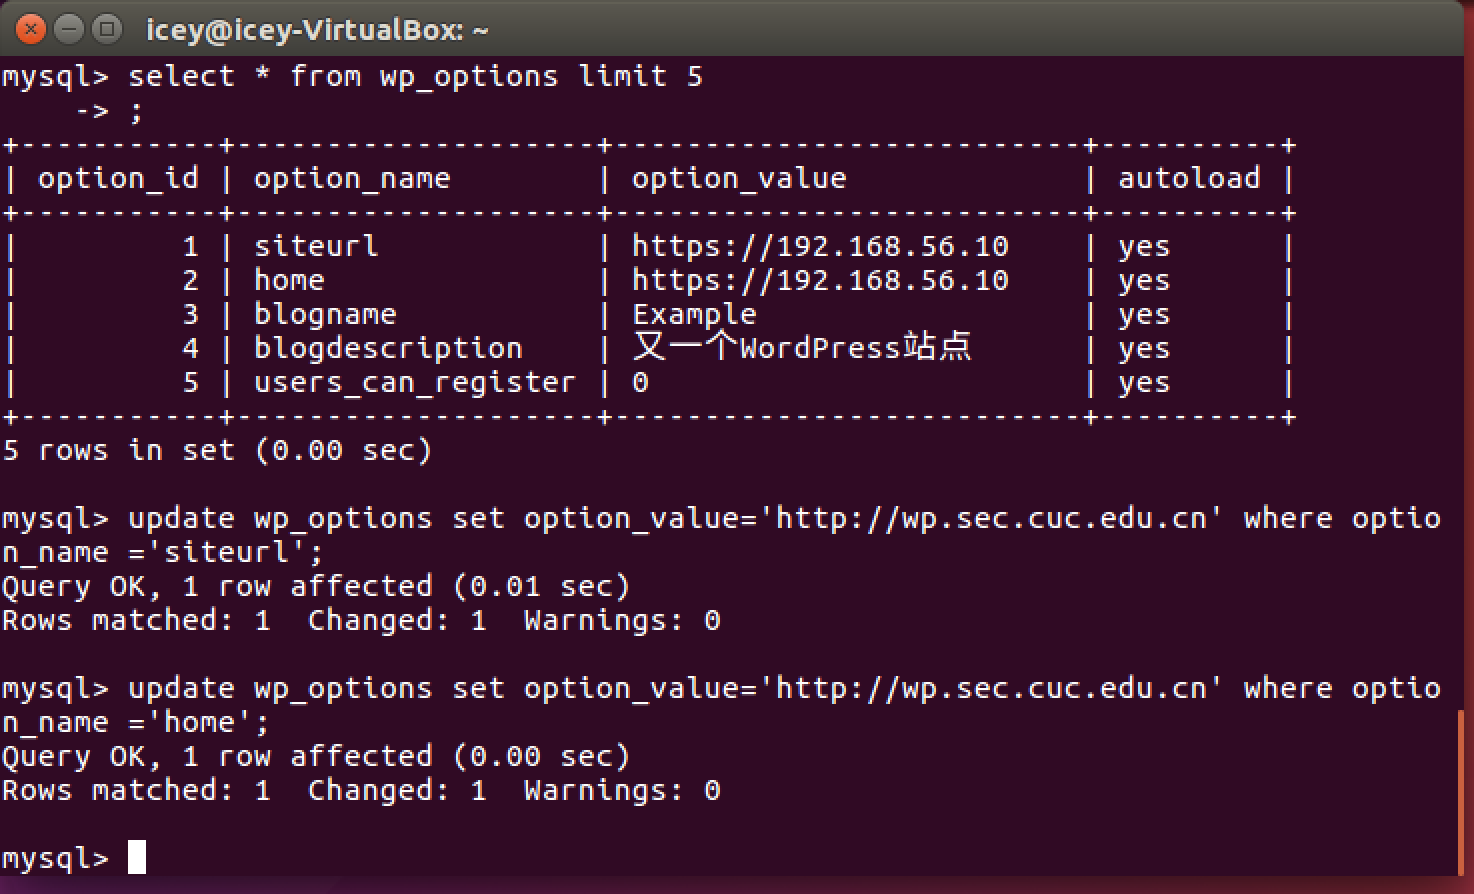 icey@icey-VirtualBox: ~
mysql> select * from wp_options limit 5
    -> ;
+-----------+--------------------+--------------------------+----------+
| option_id | option_name        | option_value             | autoload |
+-----------+--------------------+--------------------------+----------+
|         1 | siteurl            | https://192.168.56.10    | yes      |
|         2 | home               | https://192.168.56.10    | yes      |
|         3 | blogname           | Example                  | yes      |
|         4 | blogdescription    | 又一个WordPress站点      | yes      |
|         5 | users_can_register | 0                        | yes      |
+-----------+--------------------+--------------------------+----------+
5 rows in set (0.00 sec)
mysql> update wp_options set option_value='http://wp.sec.cuc.edu.cn' where optio
n_name ='siteurl';
Query OK, 1 row affected (0.01 sec)
Rows matched: 1  Changed: 1  Warnings: 0
mysql> update wp_options set option_value='http://wp.sec.cuc.edu.cn' where optio
n_name ='home';
Query OK, 1 row affected (0.00 sec)
Rows matched: 1  Changed: 1  Warnings: 0
mysql>